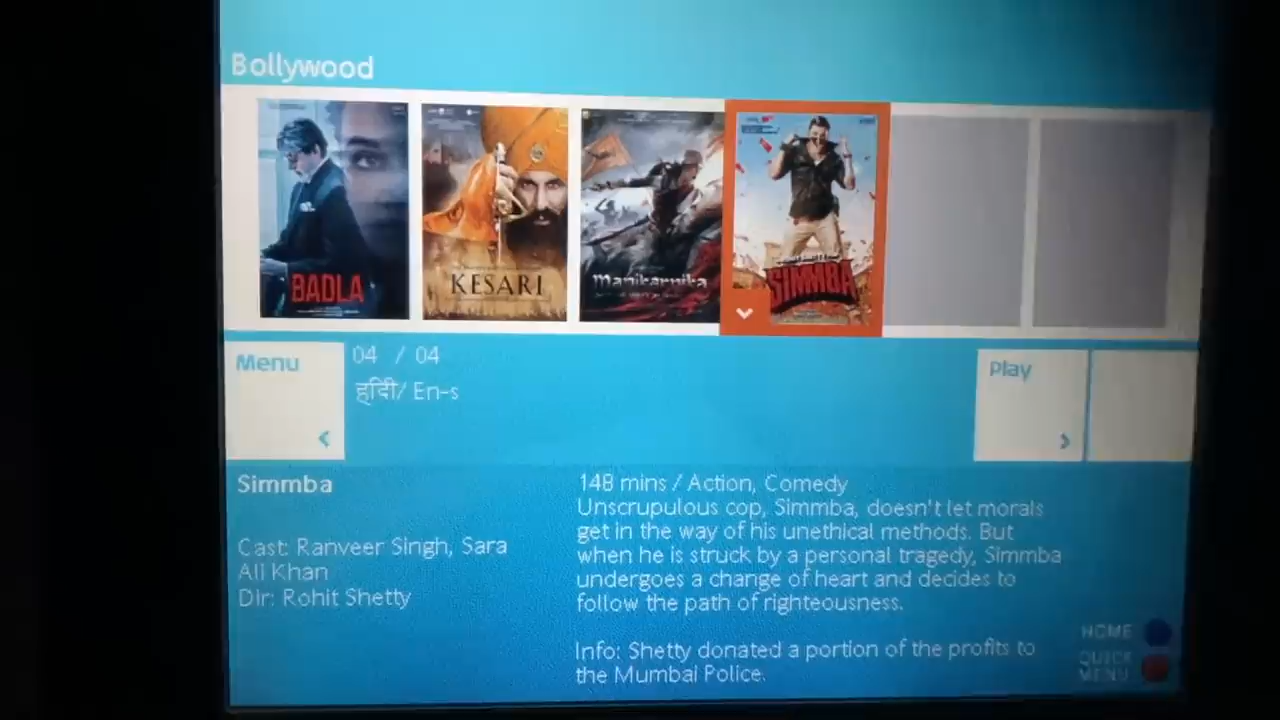 Bollywood
BADLA
KESARI
Manikarnika
SIMMBA
Menu
04 / 04
हिंदी/ En-s
Play
Simmba
148 mins / Action, Comedy
Unscrupulous cop, Simmba, doesn't let morals
get in the way of his unethical methods. But
when he is struck by a personal tragedy, Simmba
undergoes a change of heart and decides to
follow the path of righteousness.
Cast: Ranveer Singh, Sara
Ali Khan
Dir: Rohit Shetty
Info: Shetty donated a portion of the profits to
the Mumbai Police.
HOME
QUICK
MENU